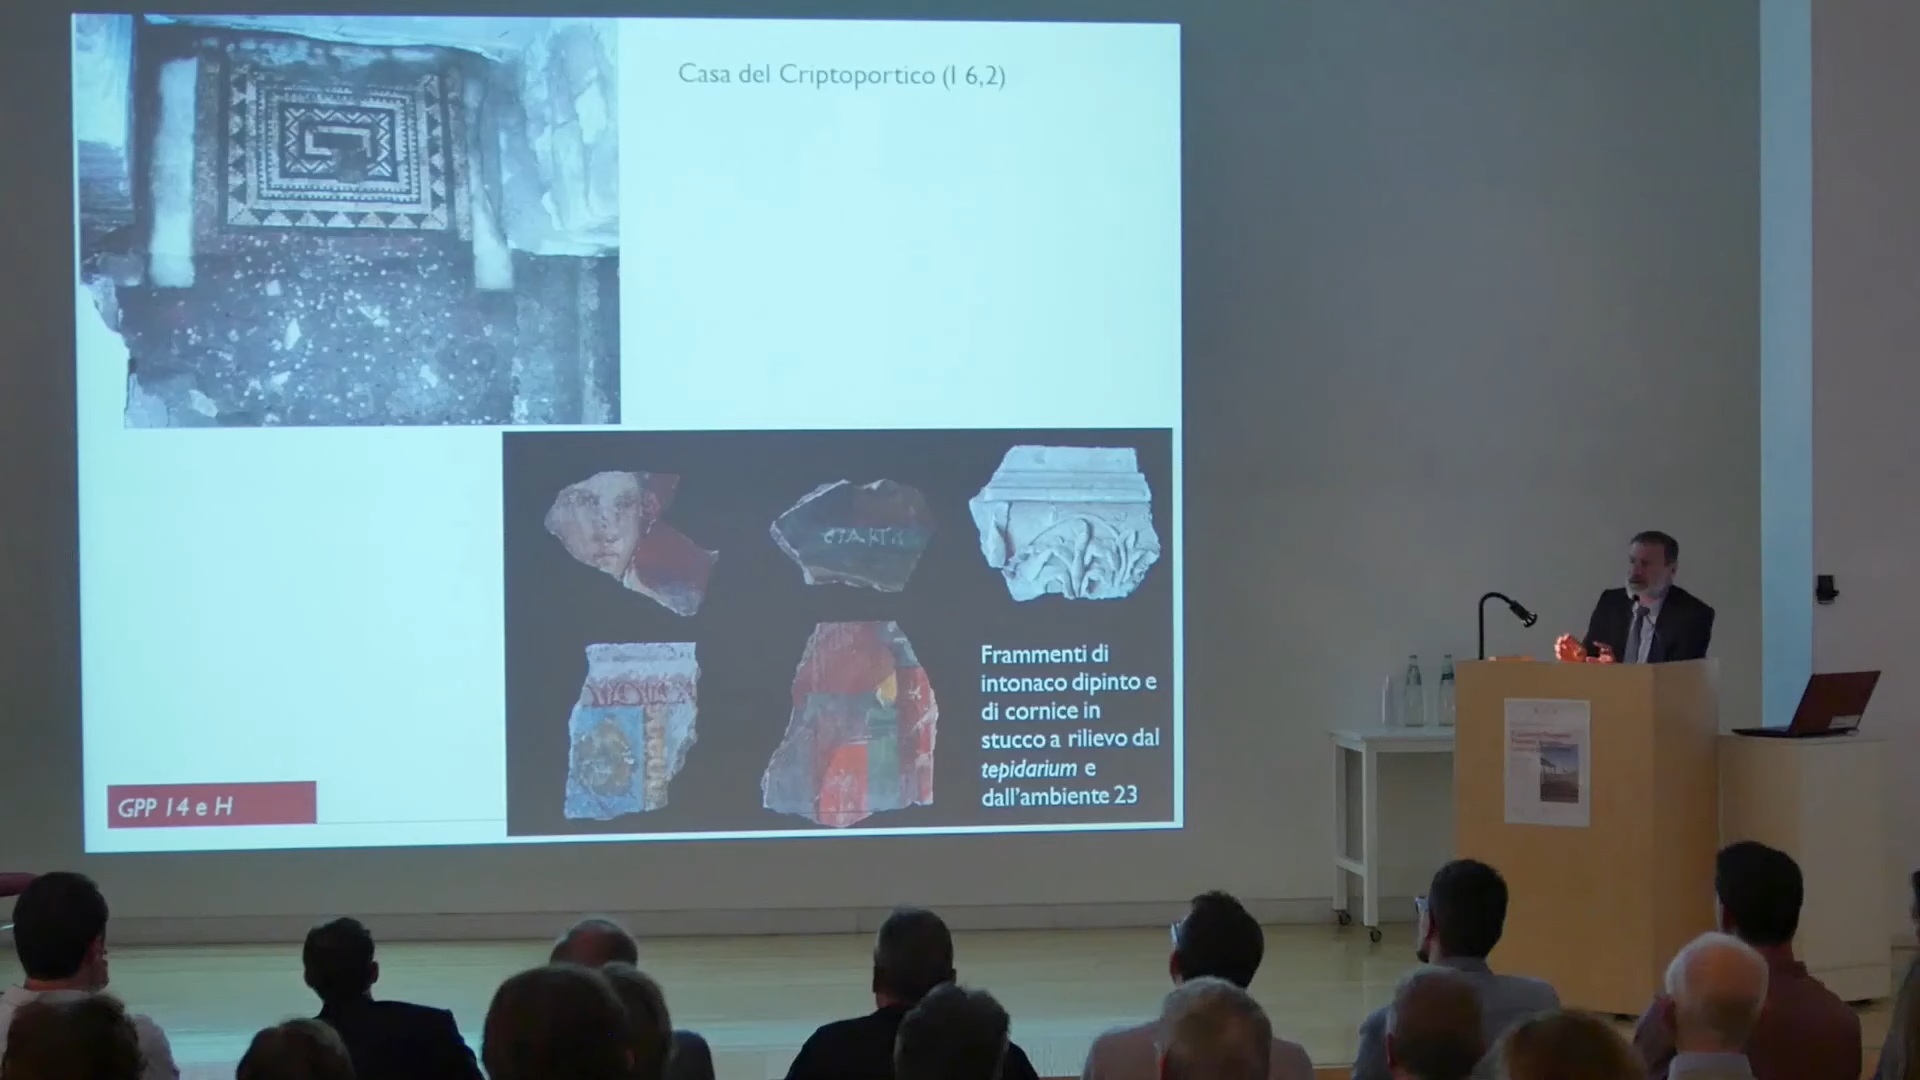 Casa del Criptoportico (I 6,2)
Frammenti di
intonaco dipinto e
di cornice in
stucco a rilievo dal
tepidarium e
dall'ambiente 23
GPP 14 e H